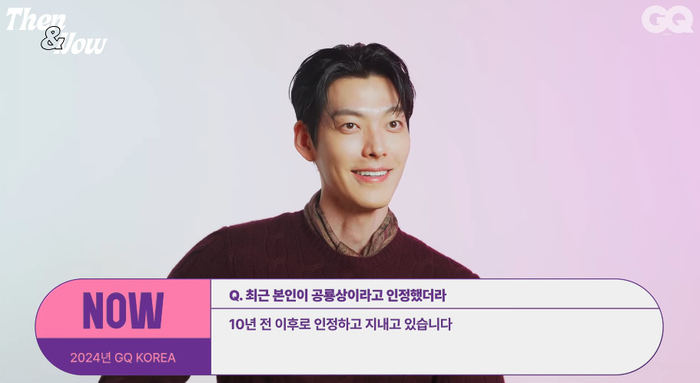 Then
& Now
GQ
NOW
2024년 GQ KOREA
Q. 최근 본인이 공룡상이라고 인정했더라
10년 전 이후로 인정하고 지내고 있습니다